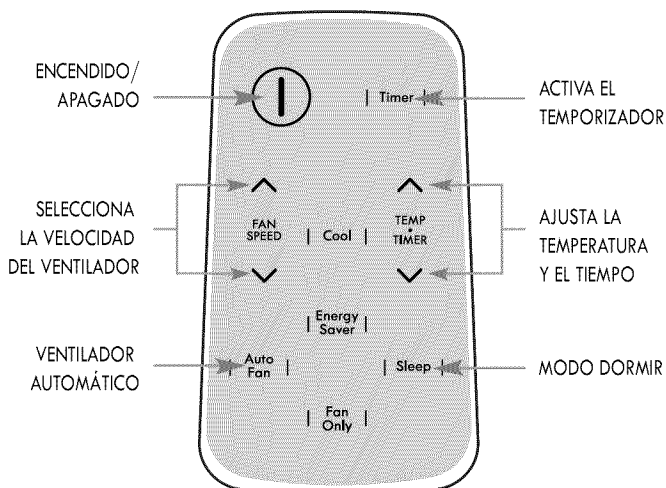 ENCENDIDO/
APAGADO
Timer
ACTIVA EL
TEMPORIZADOR
SELECCIONA
LA VELOCIDAD
DEL VENTILADOR
FAN
SPEED
Cool
TEMP
•
TIMER
AJUSTA LA
TEMPERATURA
Y EL TIEMPO
Energy
Saver
VENTILADOR
AUTOMÁTICO
Auto
Fan
Sleep
MODO DORMIR
Fan
Only